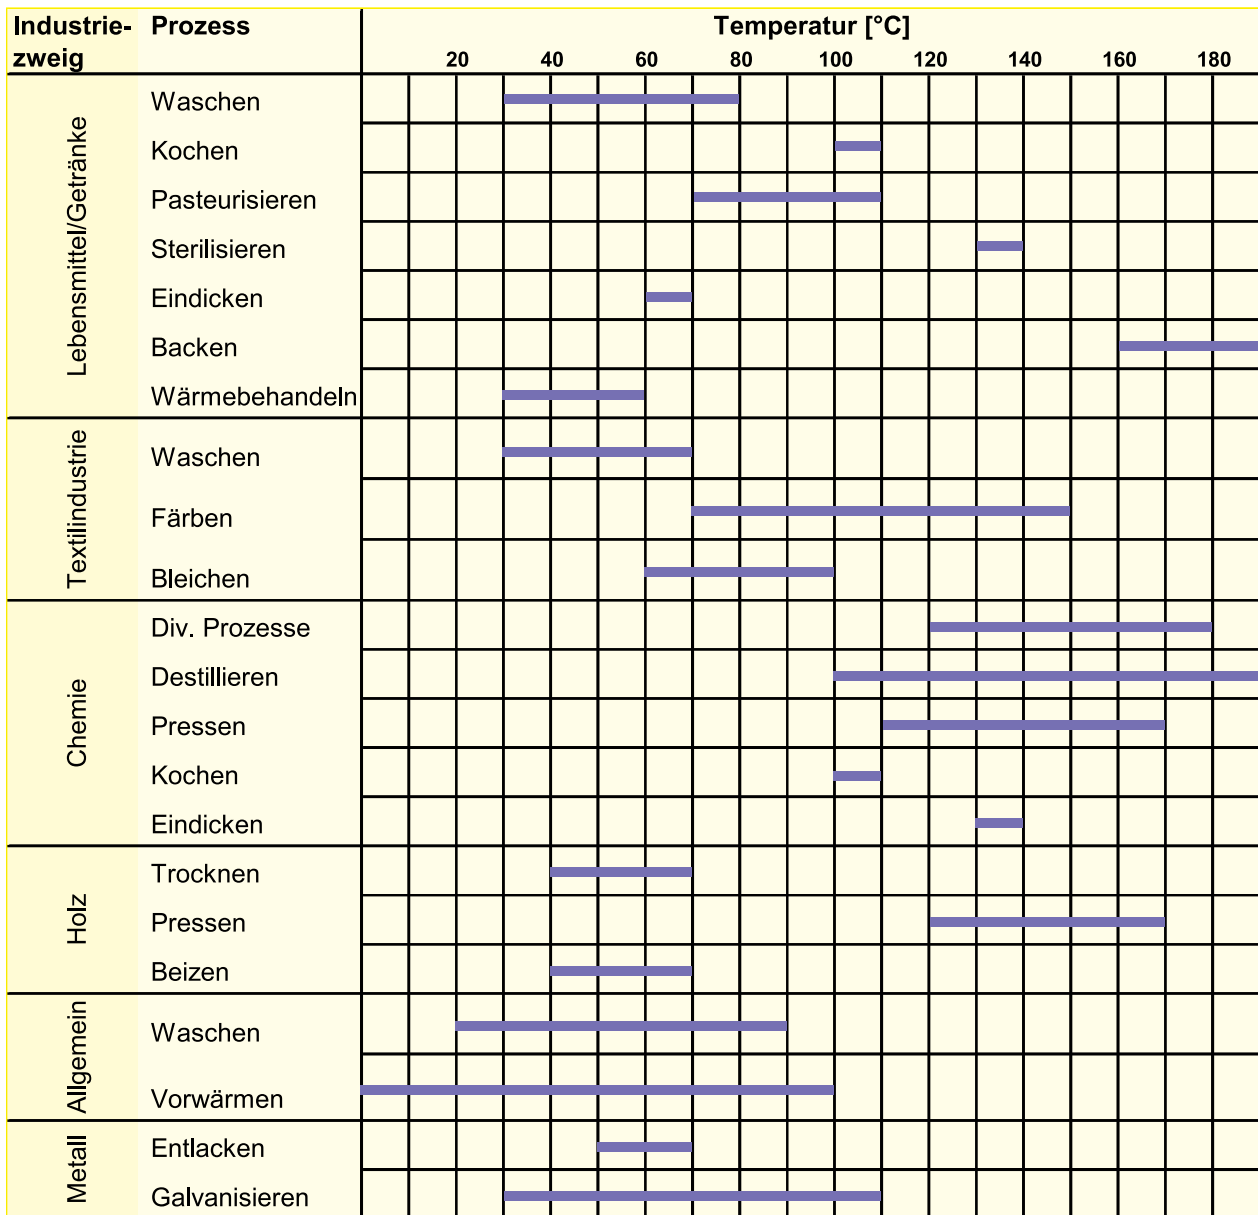 Industrie- Prozess Temperatur [°C]
zweig 20 40 60 80 100 120 140 160 180
Lebensmittel/Getränke
Waschen
Kochen
Pasteurisieren
Sterilisieren
Eindicken
Backen
Wärmebehandeln
Textilindustrie
Waschen
Färben
Bleichen
Chemie
Div. Prozesse
Destillieren
Pressen
Kochen
Eindicken
Holz
Trocknen
Pressen
Beizen
Allgemein
Waschen
Vorwärmen
Metall
Entlacken
Galvanisieren